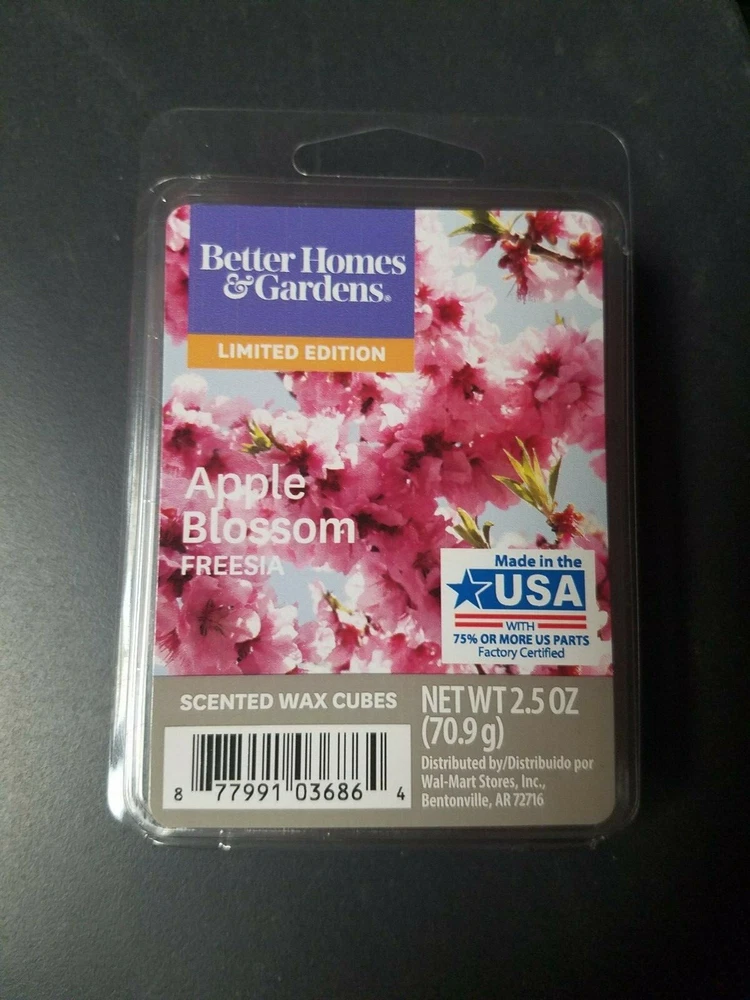 Better Homes
& Gardens®
LIMITED EDITION
Apple
Blossom
FREESIA
Made in the
USA
WITH
75% OR MORE US PARTS
Factory Certified
SCENTED WAX CUBES
NET WT 2.5 OZ
(70.9 g)
Distributed by/Distribuido por
Wal-Mart Stores, Inc.,
Bentonville, AR 72716
8 77991 03686 4